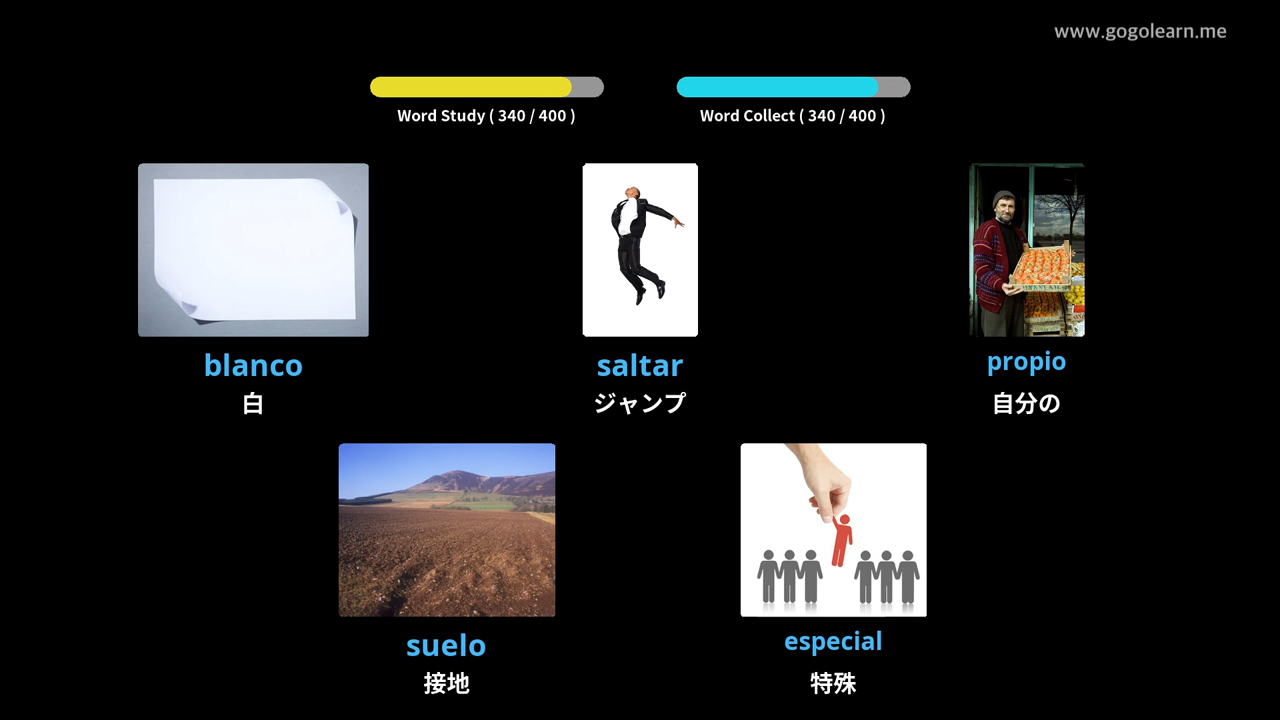 www.gogolearn.me
Word Study ( 340 / 400 )
Word Collect ( 340 / 400 )
blanco
白
saltar
ジャンプ
propio
自分の
suelo
接地
especial
特殊